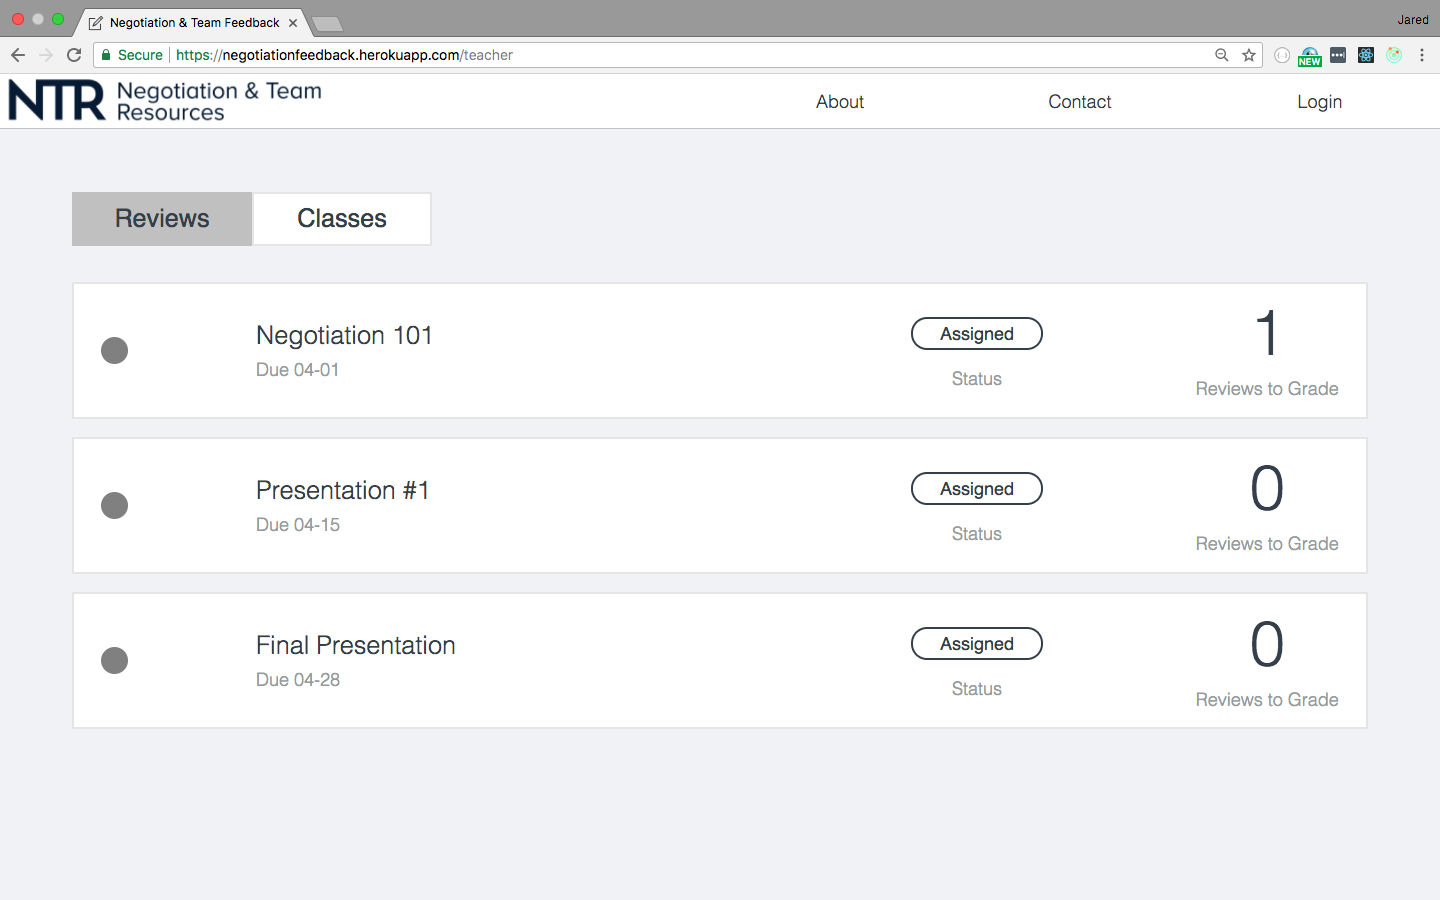 Negotiation & Team Feedback
Jared
Secure https://negotiationfeedback.herokuapp.com/teacher
NEW
NTR Negotiation & Team
Resources
About Contact Login
Reviews Classes
Negotiation 101
Due 04-01
Assigned
Status
1
Reviews to Grade
Presentation #1
Due 04-15
Assigned
Status
0
Reviews to Grade
Final Presentation
Due 04-28
Assigned
Status
0
Reviews to Grade